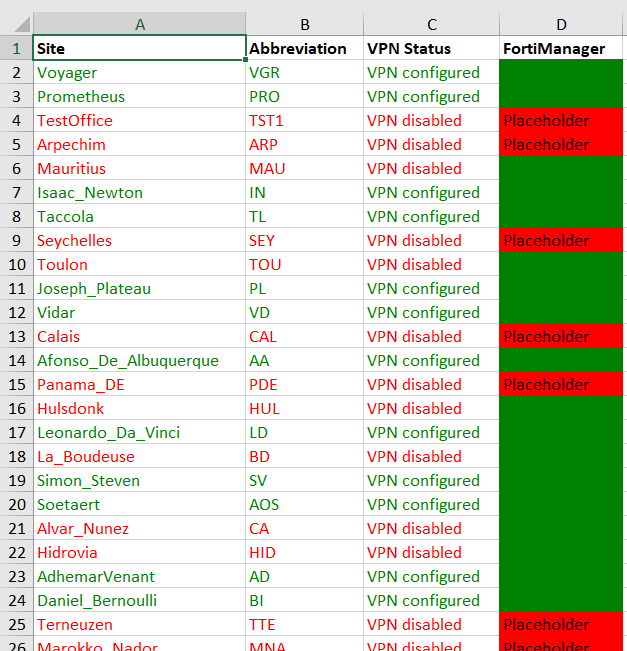 A B C D
1 Site Abbreviation VPN Status FortiManager
2 Voyager VGR VPN configured
3 Prometheus PRO VPN configured
4 TestOffice TST1 VPN disabled Placeholder
5 Arpechim ARP VPN disabled Placeholder
6 Mauritius MAU VPN disabled
7 Isaac_Newton IN VPN configured
8 Taccola TL VPN configured
9 Seychelles SEY VPN disabled Placeholder
10 Toulon TOU VPN disabled
11 Joseph_Plateau PL VPN configured
12 Vidar VD VPN configured
13 Calais CAL VPN disabled Placeholder
14 Afonso_De_Albuquerque AA VPN configured
15 Panama_DE PDE VPN disabled Placeholder
16 Hulsdonk HUL VPN disabled
17 Leonardo_Da_Vinci LD VPN configured
18 La_Boudeuse BD VPN disabled
19 Simon_Steven SV VPN configured
20 Soetaert AOS VPN configured
21 Alvar_Nunez CA VPN disabled
22 Hidrovia HID VPN disabled
23 AdhemarVenant AD VPN configured
24 Daniel_Bernoulli BI VPN configured
25 Terneuzen TTE VPN disabled Placeholder
26 Marokko_Nador MNA VPN disabled Placeholder